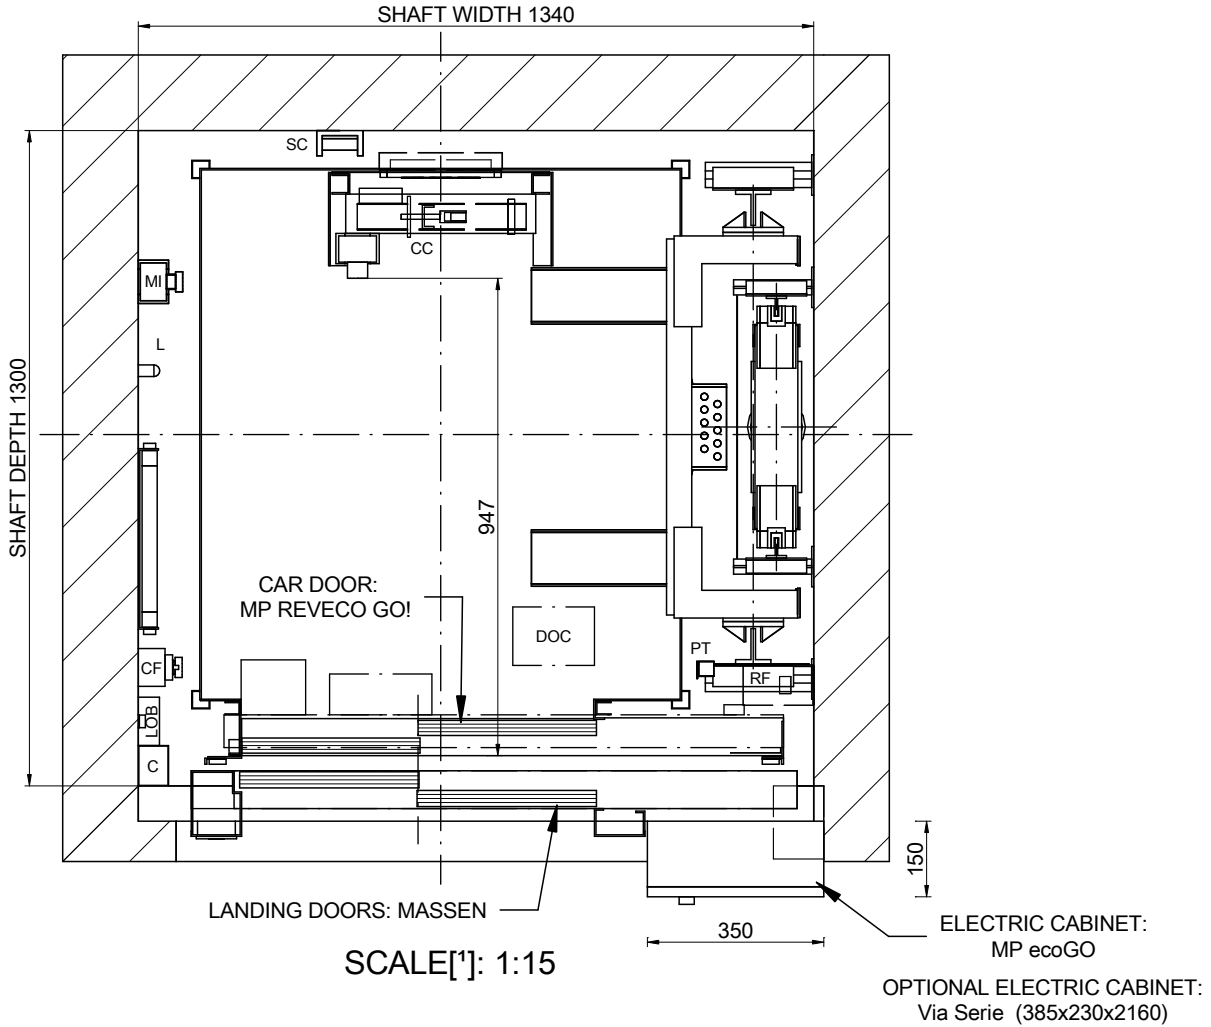 SHAFT WIDTH 1340
SC
CC
MI
L
SHAFT DEPTH 1300
947
CAR DOOR:
MP REVECO GO!
DOC
PT
CF
RF
LOB
C
150
LANDING DOORS: MASSEN
350
ELECTRIC CABINET:
MP ecoGO
SCALE[¹]: 1:15
OPTIONAL ELECTRIC CABINET:
Via Serie (385x230x2160)